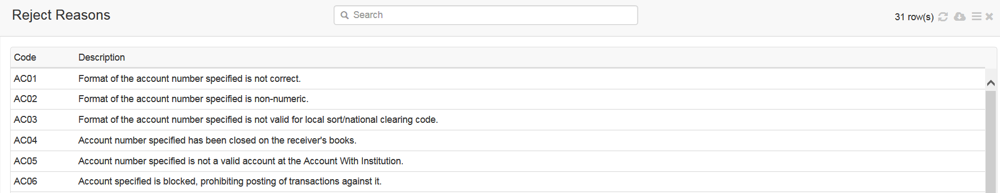 Reject Reasons
Search
31 row(s)
Code Description
AC01 Format of the account number specified is not correct.
AC02 Format of the account number specified is non-numeric.
AC03 Format of the account number specified is not valid for local sort/national clearing code.
AC04 Account number specified has been closed on the receiver's books.
AC05 Account number specified is not a valid account at the Account With Institution.
AC06 Account specified is blocked, prohibiting posting of transactions against it.